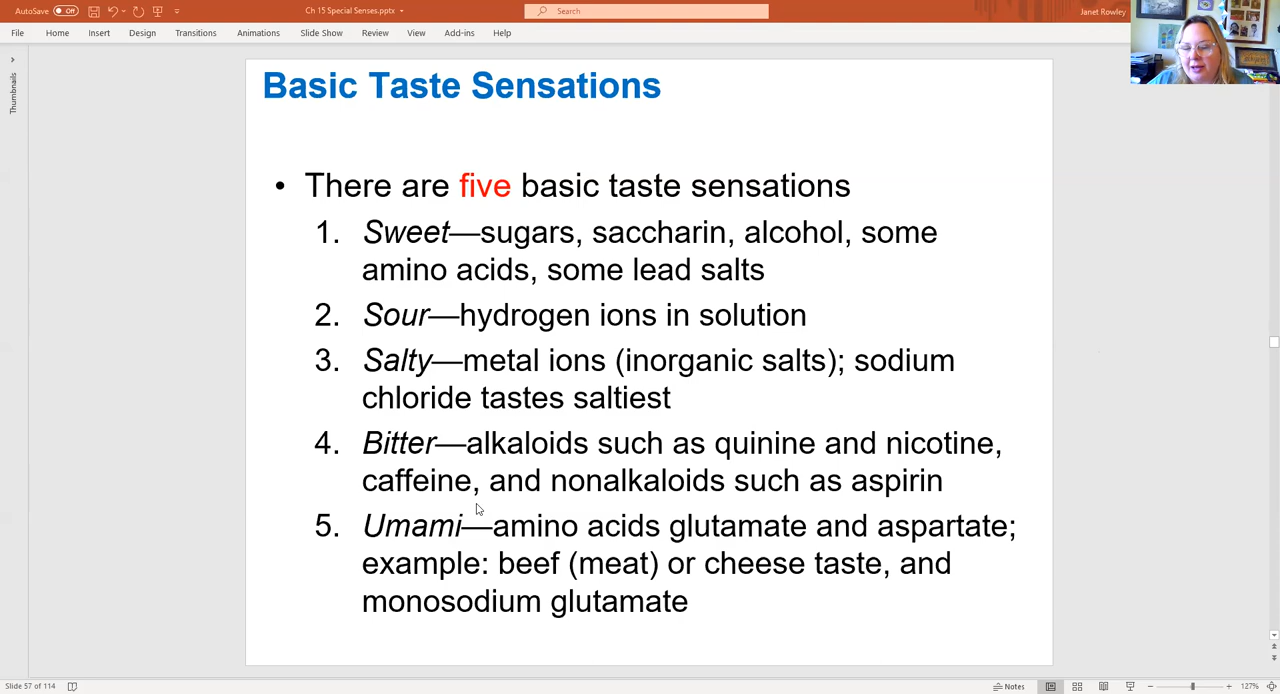 AutoSave Off
Ch 15 Special Senses.pptx
Search
Janet Rowley
File Home Insert Design Transitions Animations Slide Show Review View Add-ins Help
Thumbnails
Basic Taste Sensations
• There are five basic taste sensations
1. Sweet—sugars, saccharin, alcohol, some
amino acids, some lead salts
2. Sour—hydrogen ions in solution
3. Salty—metal ions (inorganic salts); sodium
chloride tastes saltiest
4. Bitter—alkaloids such as quinine and nicotine,
caffeine, and nonalkaloids such as aspirin
5. Umami—amino acids glutamate and aspartate;
example: beef (meat) or cheese taste, and
monosodium glutamate
Slide 57 of 114
Notes
127%